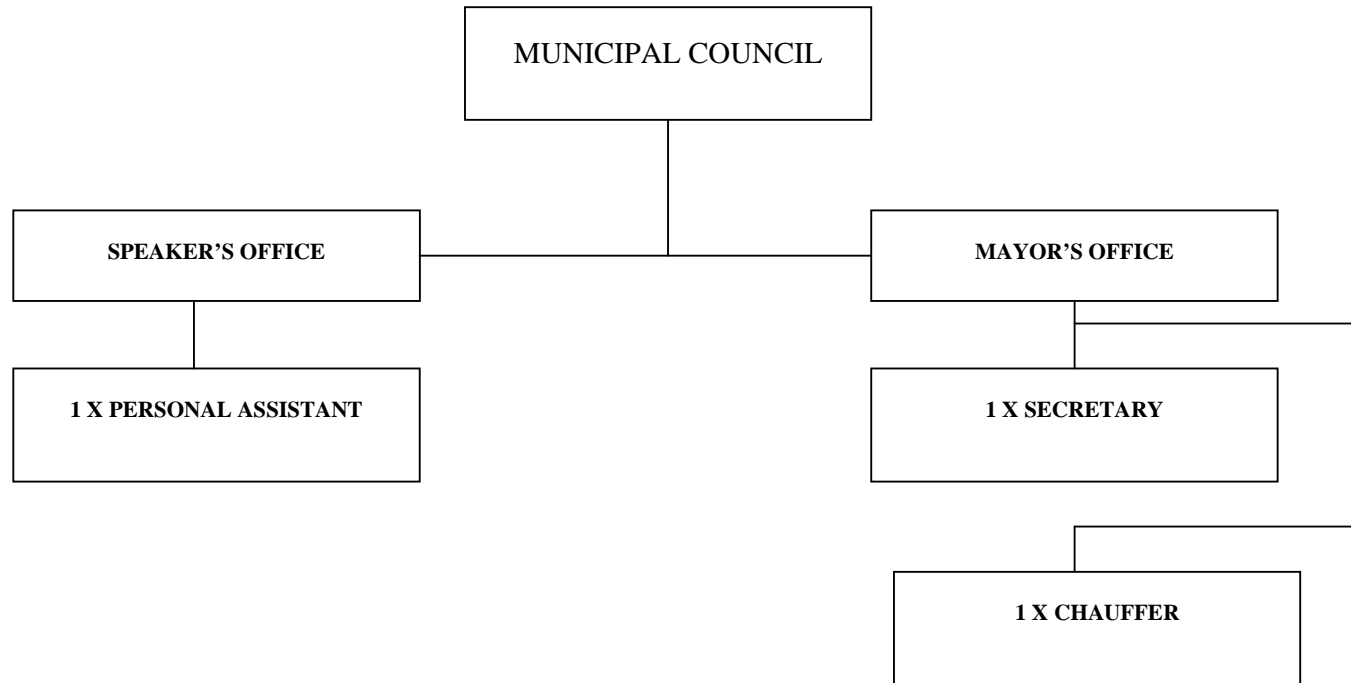 MUNICIPAL COUNCIL
SPEAKER’S OFFICE
MAYOR’S OFFICE
1 X PERSONAL ASSISTANT
1 X SECRETARY
1 X CHAUFFER